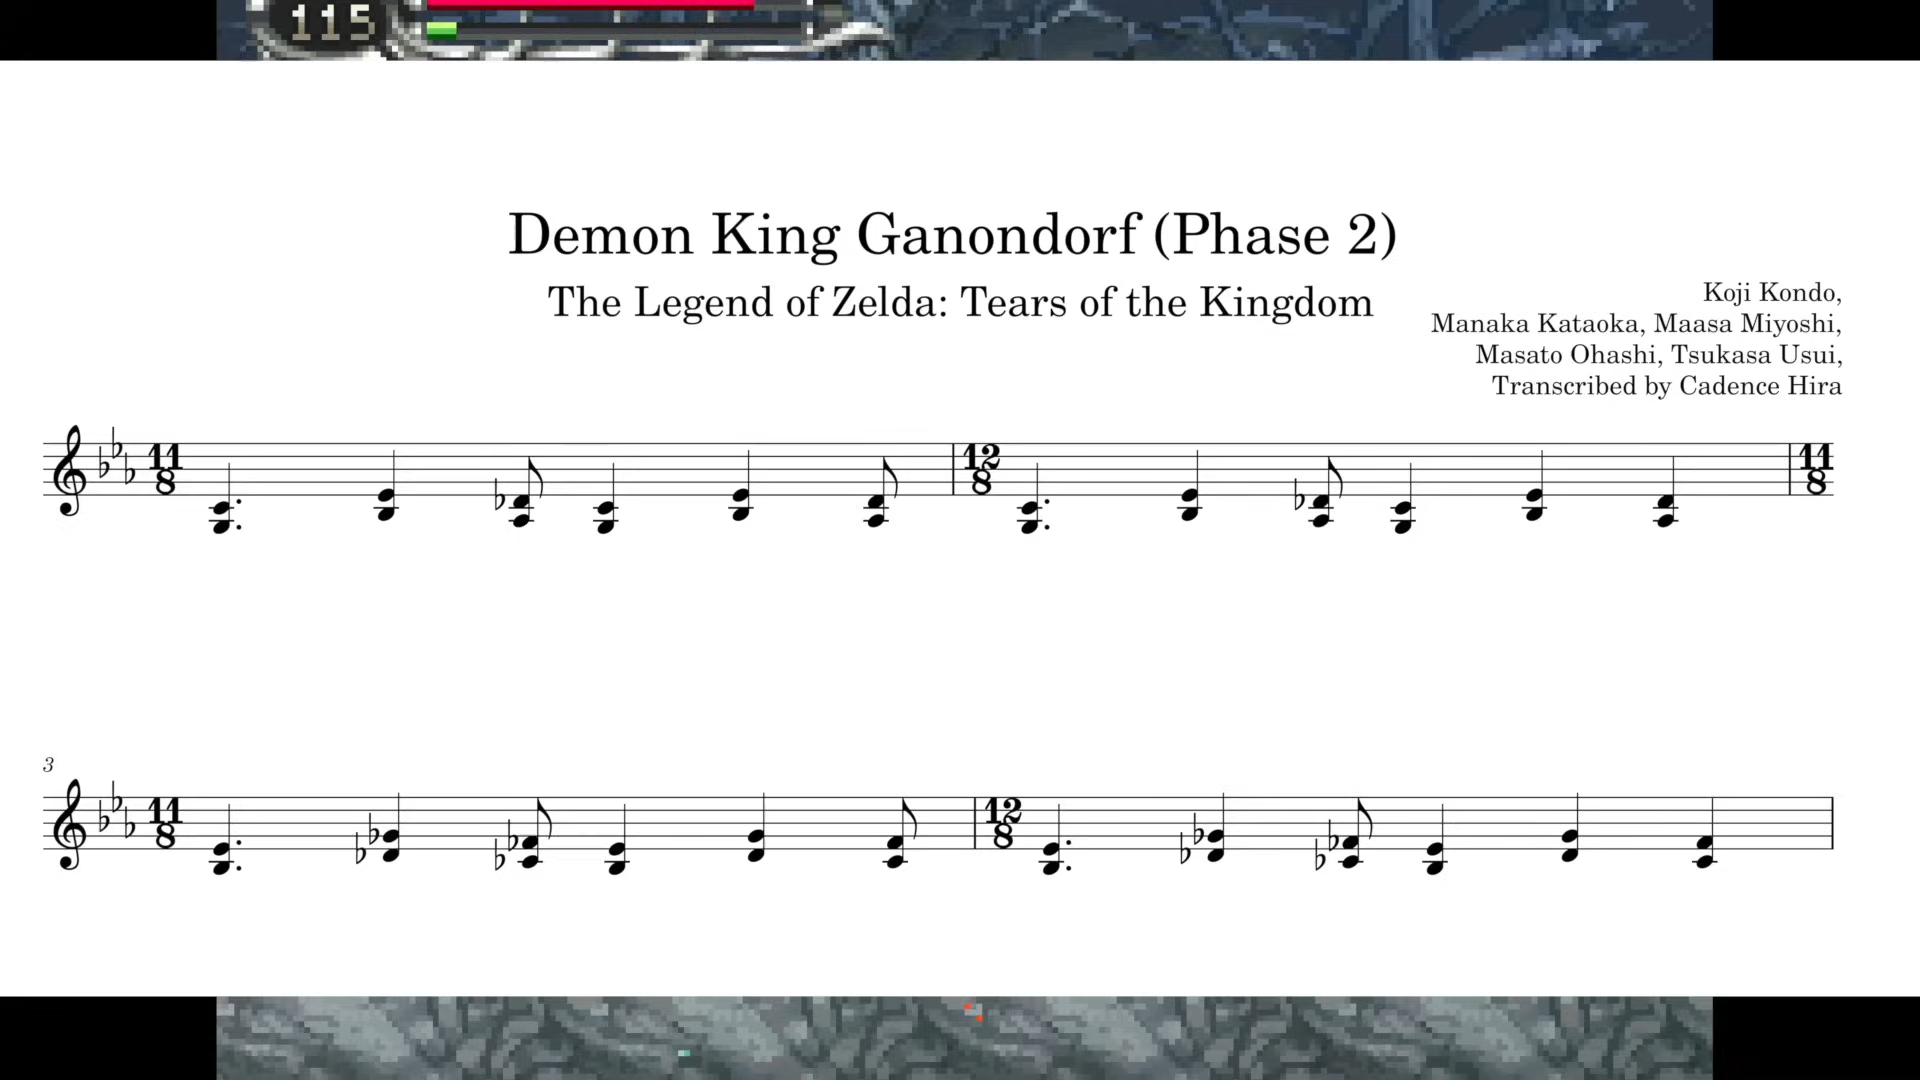 115
Demon King Ganondorf (Phase 2)
The Legend of Zelda: Tears of the Kingdom
Koji Kondo,
Manaka Kataoka, Maasa Miyoshi,
Masato Ohashi, Tsukasa Usui,
Transcribed by Cadence Hira
11 12 11
8 8 8
3
11 12
8 8